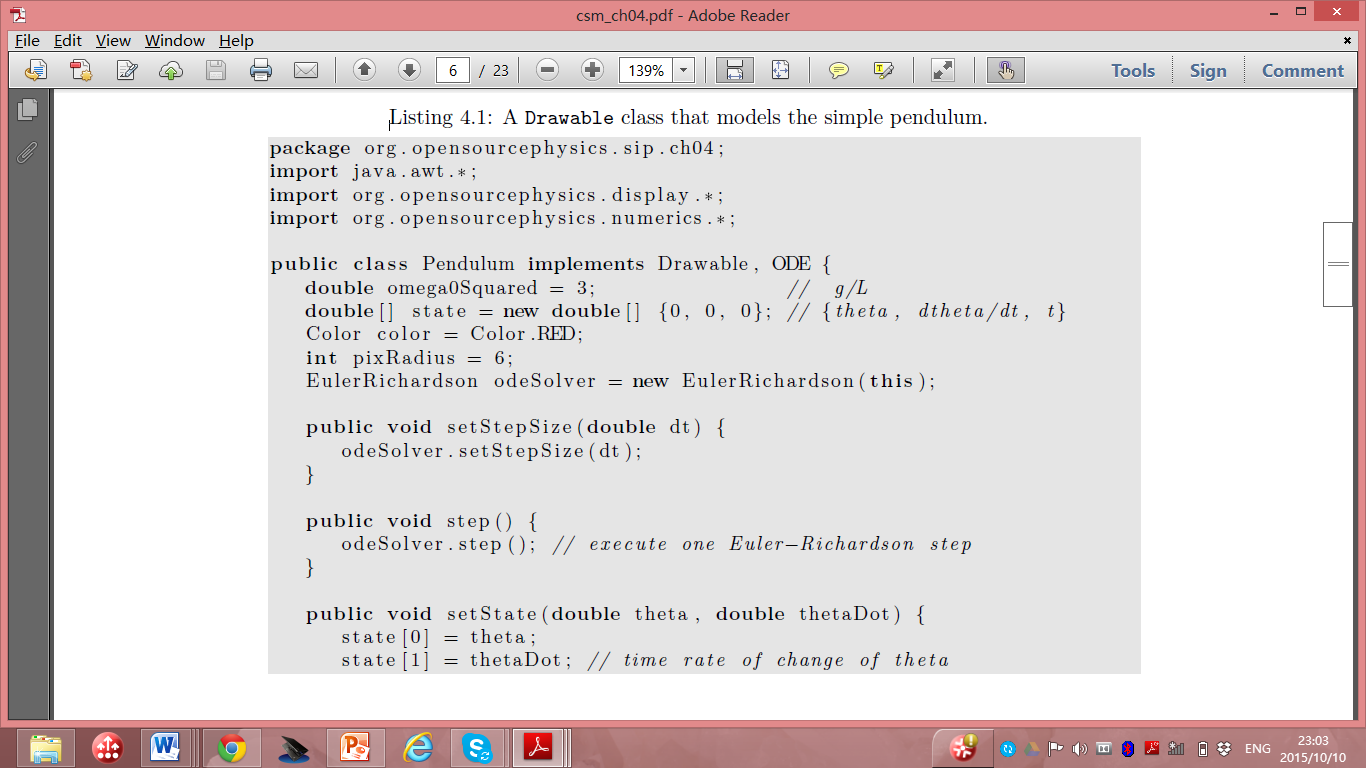 csm_ch04.pdf - Adobe Reader
File Edit View Window Help
6 / 23 139% Tools Sign Comment
Listing 4.1: A Drawable class that models the simple pendulum.
package org.opensourcephysics.sip.ch04;
import java.awt.*;
import org.opensourcephysics.display.*;
import org.opensourcephysics.numerics.*;
public class Pendulum implements Drawable, ODE {
double omega0Squared = 3; // g/L
double[] state = new double[] {0, 0, 0}; // {theta, dtheta/dt, t}
Color color = Color.RED;
int pixRadius = 6;
EulerRichardson odeSolver = new EulerRichardson(this);
public void setStepSize(double dt) {
odeSolver.setStepSize(dt);
}
public void step() {
odeSolver.step(); // execute one Euler−Richardson step
}
public void setState(double theta, double thetaDot) {
state[0] = theta;
state[1] = thetaDot; // time rate of change of theta
ENG
23:03
2015/10/10